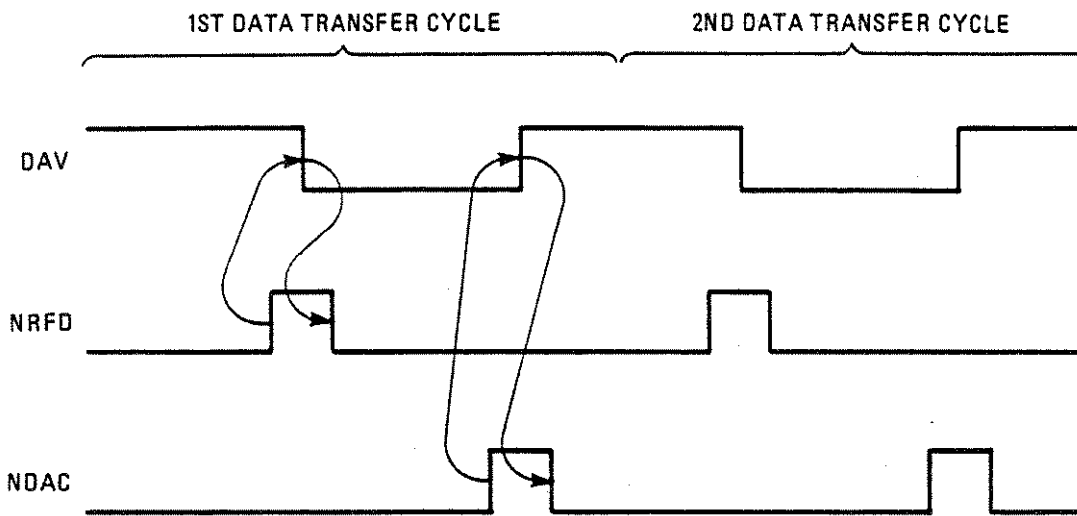 1ST DATA TRANSFER CYCLE
2ND DATA TRANSFER CYCLE
DAV
NRFD
NDAC